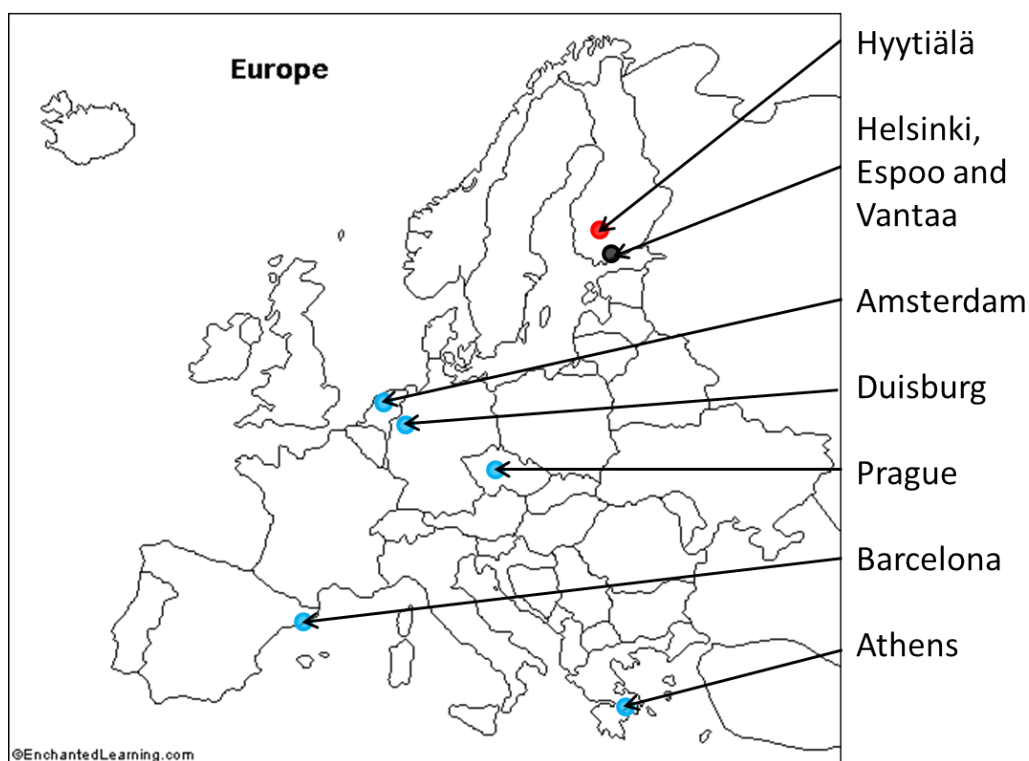 Europe
Hyytiälä
Helsinki,
Espoo and
Vantaa
Amsterdam
Duisburg
Prague
Barcelona
Athens
©EnchantedLearning.com